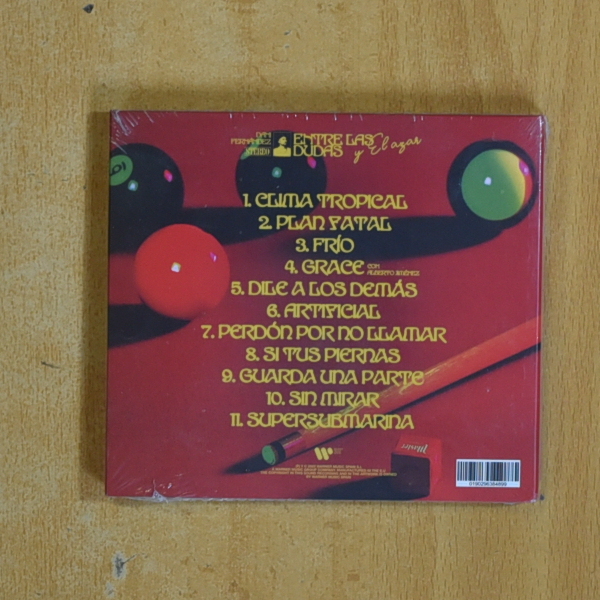 DANI
FERNÁNDEZ
ENTRE LAS
DUDAS y El azar
1. CLIMA TROPICAL
2. PLAN FATAL
3. FRÍO
4. GRACE CON ALBERTO JIMÉNEZ
5. DILE A LOS DEMÁS
6. ARTIFICIAL
7. PERDÓN POR NO LLAMAR
8. SI TUS PIERNAS
9. GUARDA UNA PARTE
10. SIN MIRAR
11. SUPERSUBMARINA
Master